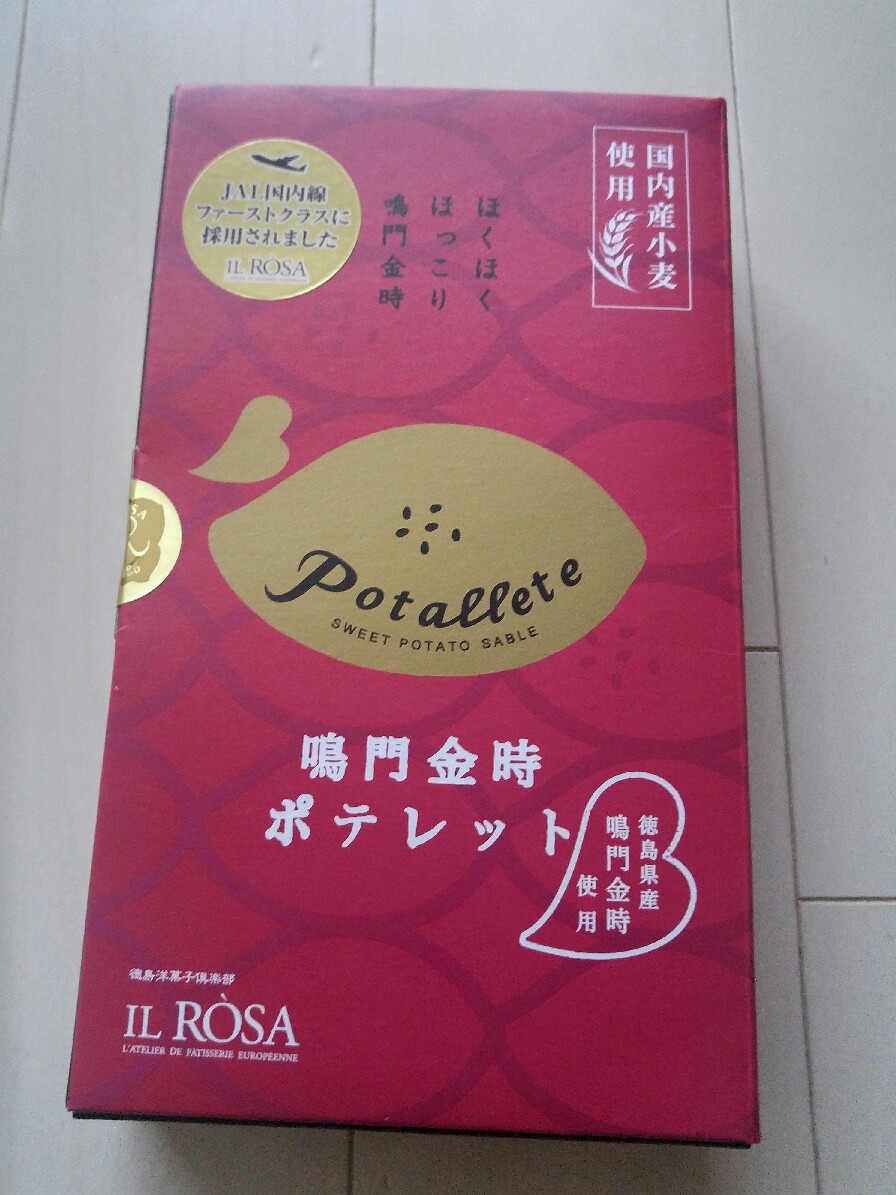 JAL国内線
ファーストクラスに
採用されました
IL RÒSA
ほくほく
ほっこり
鳴門金時
国内産小麦
使用
Potallete
SWEET POTATO SABLE
鳴門金時
ポテレット
徳島県産
鳴門金時
使用
徳島洋菓子倶楽部
IL RÒSA
L'ATELIER DE PATISSERIE EUROPÉENNE